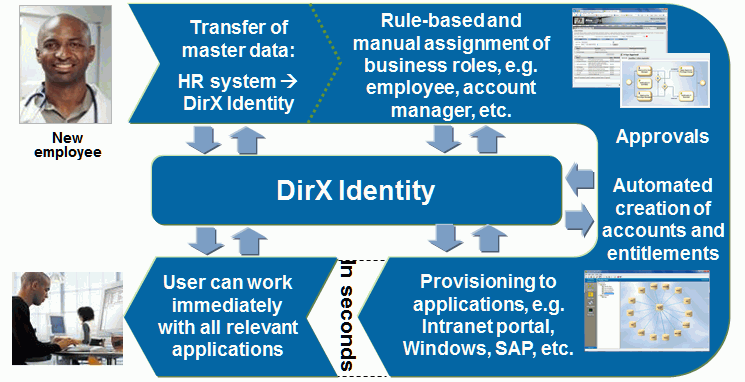 Transfer of
master data:
HR system →
DirX Identity
Rule-based and
manual assignment of
business roles, e.g.
employee, account
manager, etc.
New
employee
Approvals
DirX Identity
Automated
creation of
accounts and
entitlements
User can work
immediately
with all relevant
applications
In seconds
Provisioning to
applications, e.g.
Intranet portal,
Windows, SAP, etc.